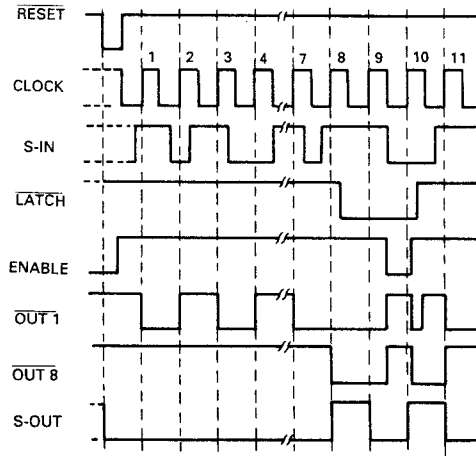 RESET
1 2 3 4 7 8 9 10 11
CLOCK
S-IN
LATCH
ENABLE
OUT 1
OUT 8
S-OUT